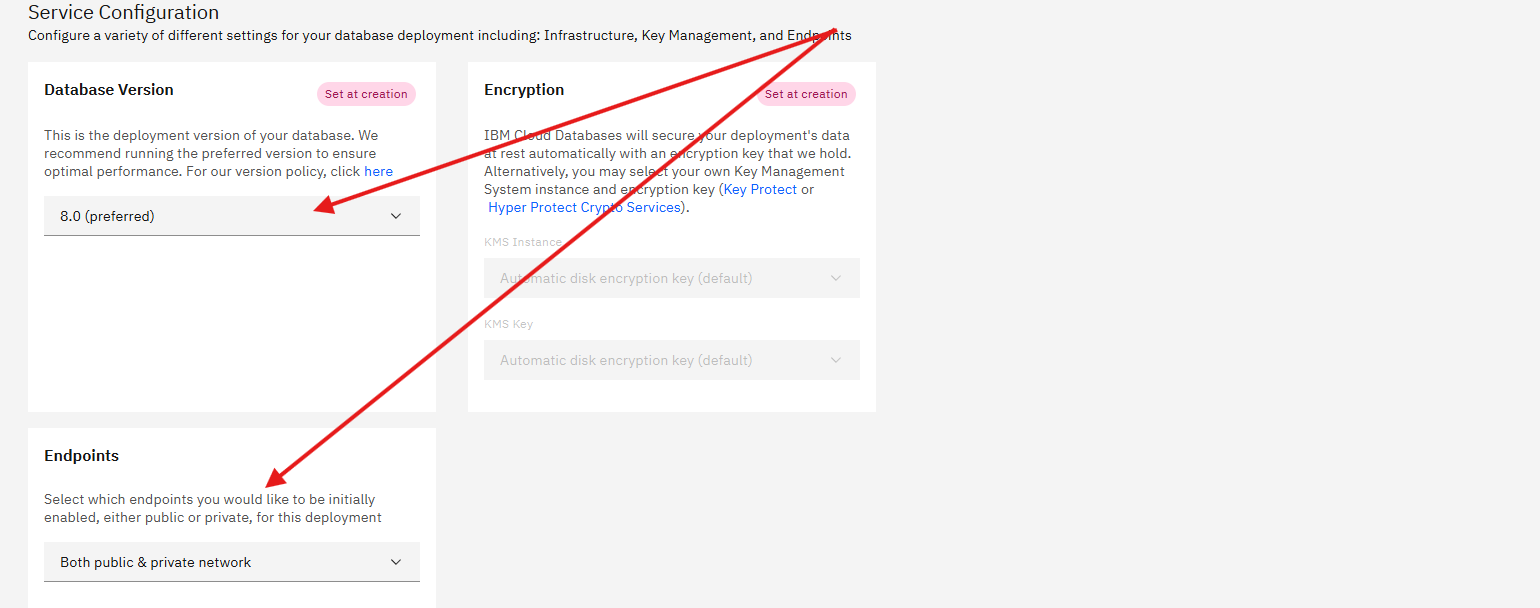 Service Configuration
Configure a variety of different settings for your database deployment including: Infrastructure, Key Management, and Endpoints
Database Version
Set at creation
This is the deployment version of your database. We
recommend running the preferred version to ensure
optimal performance. For our version policy, click here
8.0 (preferred)
Encryption
Set at creation
IBM Cloud Databases will secure your deployment's data
at rest automatically with an encryption key that we hold.
Alternatively, you may select your own Key Management
System instance and encryption key (Key Protect or
Hyper Protect Crypto Services).
KMS Instance
Automatic disk encryption key (default)
KMS Key
Automatic disk encryption key (default)
Endpoints
Select which endpoints you would like to be initially
enabled, either public or private, for this deployment
Both public & private network